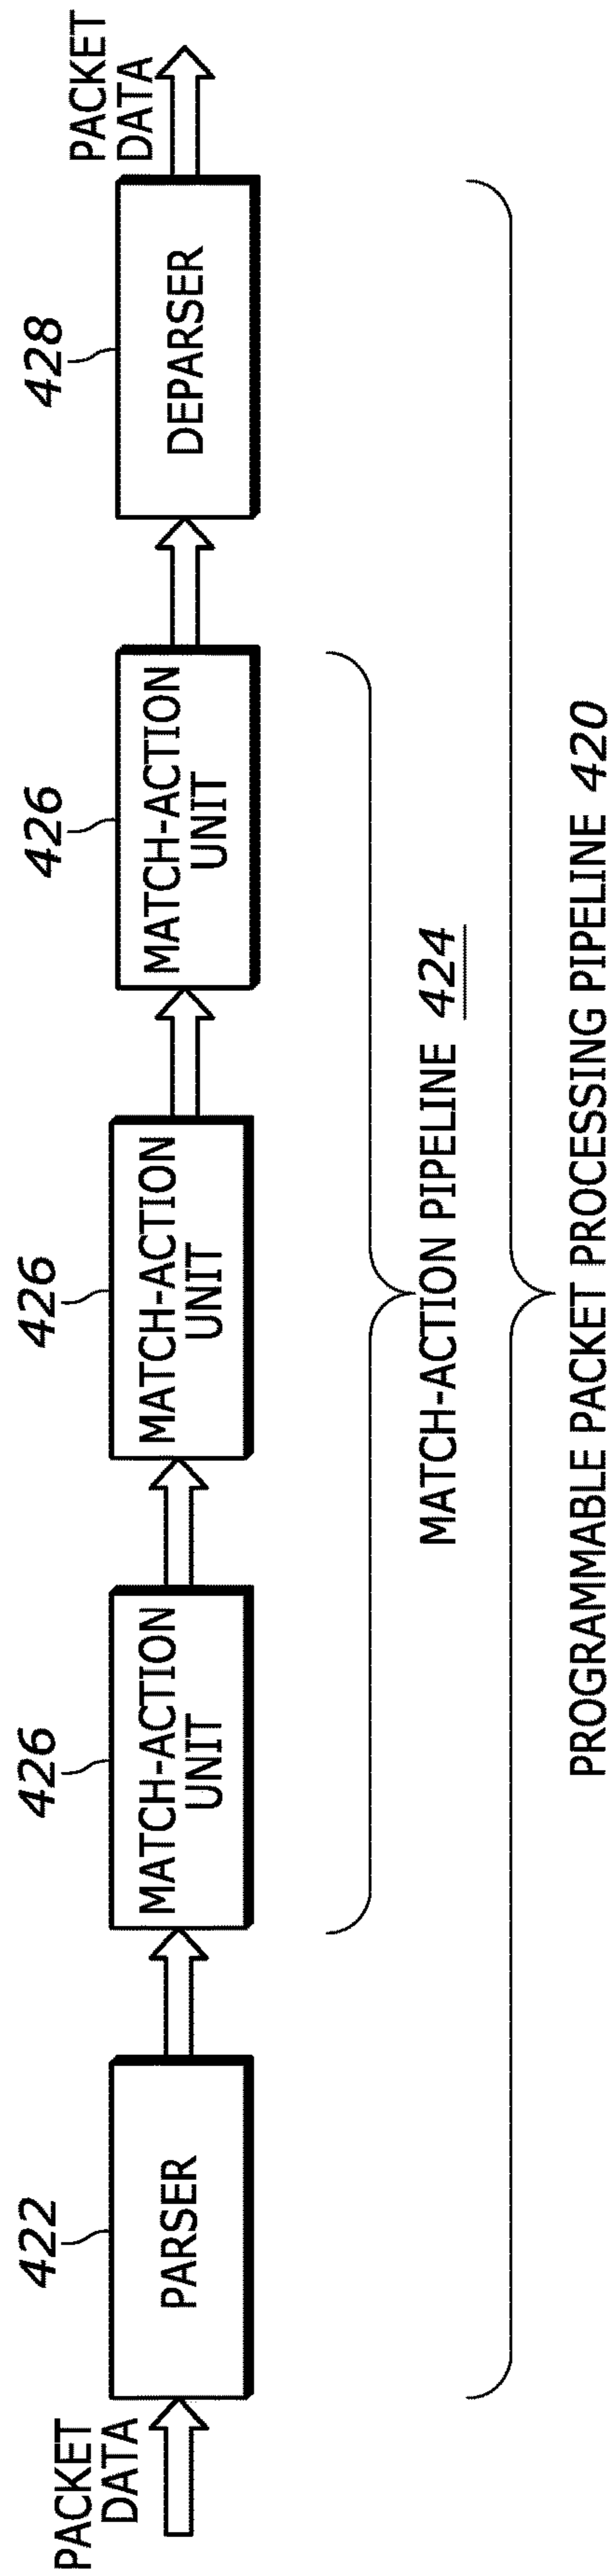 PACKET
DATA
422
PARSER
426
MATCH-ACTION
UNIT
426
MATCH-ACTION
UNIT
426
MATCH-ACTION
UNIT
428
DEPARSER
PACKET
DATA
MATCH-ACTION PIPELINE 424
PROGRAMMABLE PACKET PROCESSING PIPELINE 420